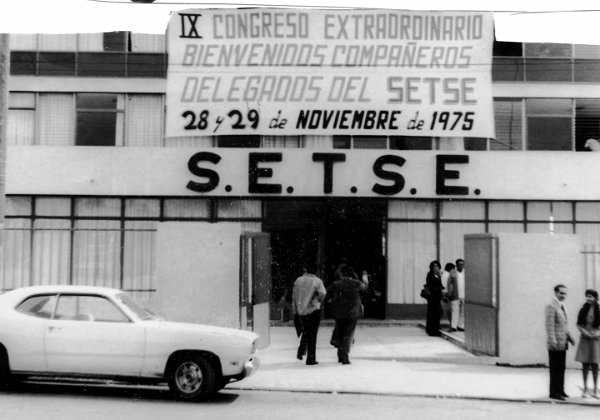 IX CONGRESO EXTRAORDINARIO
BIENVENIDOS COMPAÑEROS
DELEGADOS DEL SETSE
28 y 29 de NOVIEMBRE de 1975
S.E.T.S.E.